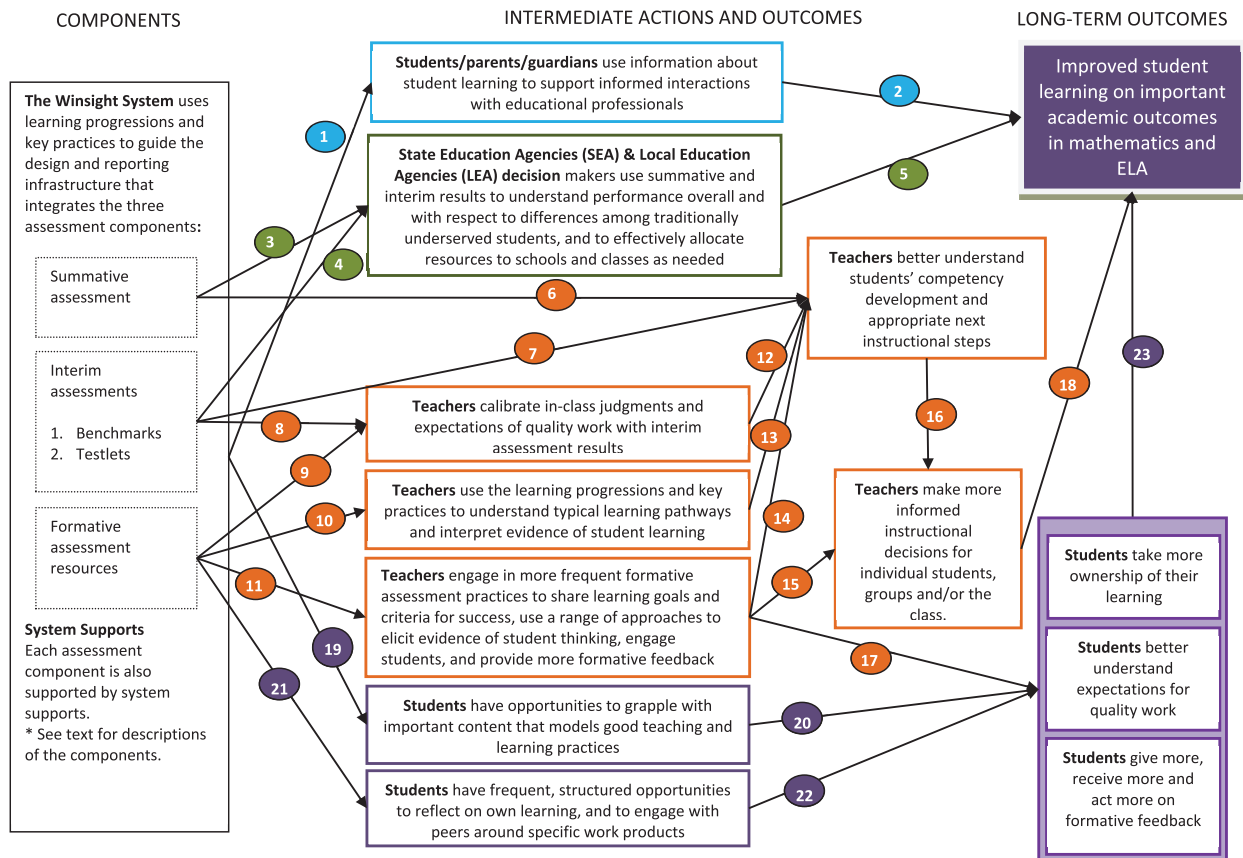 COMPONENTS
INTERMEDIATE ACTIONS AND OUTCOMES
LONG-TERM OUTCOMES
The Winsight System uses
learning progressions and
key practices to guide the
design and reporting
infrastructure that
integrates the three
assessment components:
Summative
assessment
Interim
assessments
1. Benchmarks
2. Testlets
Formative
assessment
resources
System Supports
Each assessment
component is also
supported by system
supports.
* See text for descriptions
of the components.
Students/parents/guardians use information about
student learning to support informed interactions
with educational professionals
State Education Agencies (SEA) & Local Education
Agencies (LEA) decision makers use summative and
interim results to understand performance overall and
with respect to differences among traditionally
underserved students, and to effectively allocate
resources to schools and classes as needed
Teachers calibrate in-class judgments and
expectations of quality work with interim
assessment results
Teachers use the learning progressions and key
practices to understand typical learning pathways
and interpret evidence of student learning
Teachers engage in more frequent formative
assessment practices to share learning goals and
criteria for success, use a range of approaches to
elicit evidence of student thinking, engage
students, and provide more formative feedback
Students have opportunities to grapple with
important content that models good teaching and
learning practices
Students have frequent, structured opportunities
to reflect on own learning, and to engage with
peers around specific work products
Teachers better understand
students’ competency
development and
appropriate next
instructional steps
Teachers make more
informed
instructional
decisions for
individual students,
groups and/or the
class.
Improved student
learning on important
academic outcomes
in mathematics and
ELA
Students take more
ownership of their
learning
Students better
understand
expectations for
quality work
Students give more,
receive more and
act more on
formative feedback
1
2
3
4
5
6
7
8
9
10
11
12
13
14
15
16
17
18
19
20
21
22
23